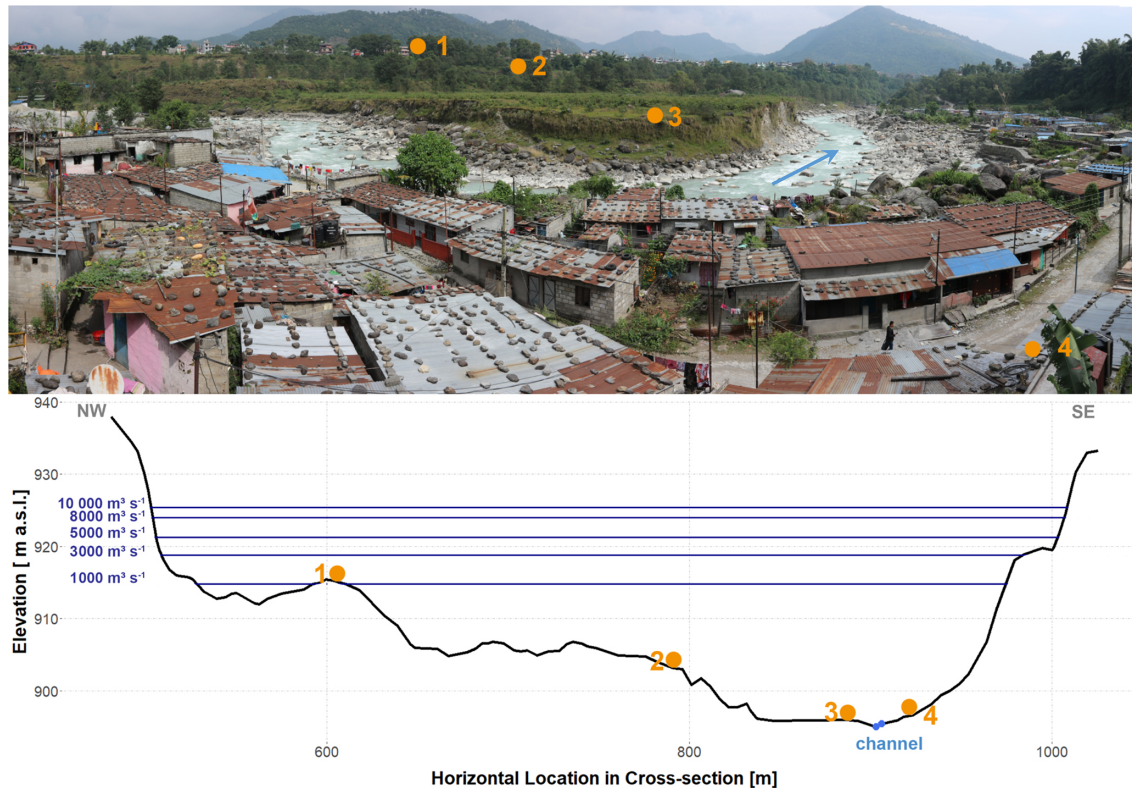 1
2
3
4
940
NW
SE
930
10 000 m³ s⁻¹
8000 m³ s⁻¹
5000 m³ s⁻¹
920
3000 m³ s⁻¹
1000 m³ s⁻¹
1
910
2
900
3
4
channel
600
800
1000
Elevation [ m a.s.l.]
Horizontal Location in Cross-section [m]